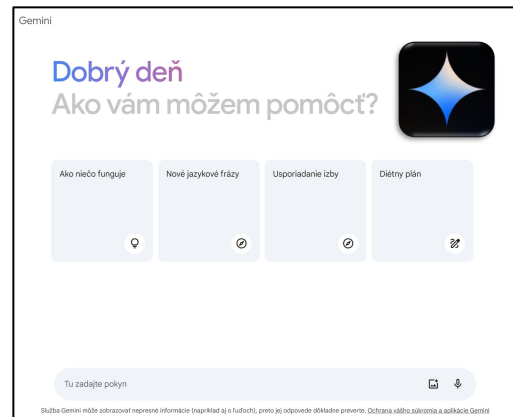 Gemini
Dobrý deň
Ako vám môžem pomôcť?
Ako niečo funguje
Nové jazykové frázy
Usporiadanie izby
Diétny plán
Tu zadajte pokyn
Služba Gemini môže zobrazovať nepresné informácie (napríklad aj o ľuďoch), preto jej odpovede dôkladne preverte. Ochrana vášho súkromia a aplikácie Gemini